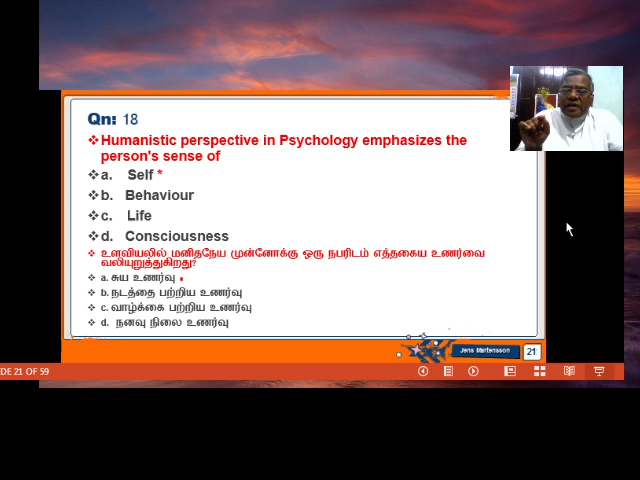 Qn: 18
❖Humanistic perspective in Psychology emphasizes the
person's sense of
❖a. Self *
❖b. Behaviour
❖c. Life
❖d. Consciousness
❖ உளவியலில் மனிதநேய முன்னோக்கு ஒரு நபரிடம் எத்தகைய உணர்வை
வலியுறுத்துகிறது?
❖ a. சுய உணர்வு *
❖ b. நடத்தை பற்றிய உணர்வு
❖ c. வாழ்க்கை பற்றிய உணர்வு
❖ d. நனவு நிலை உணர்வு
Jens Martensson
21
DE 21 OF 59